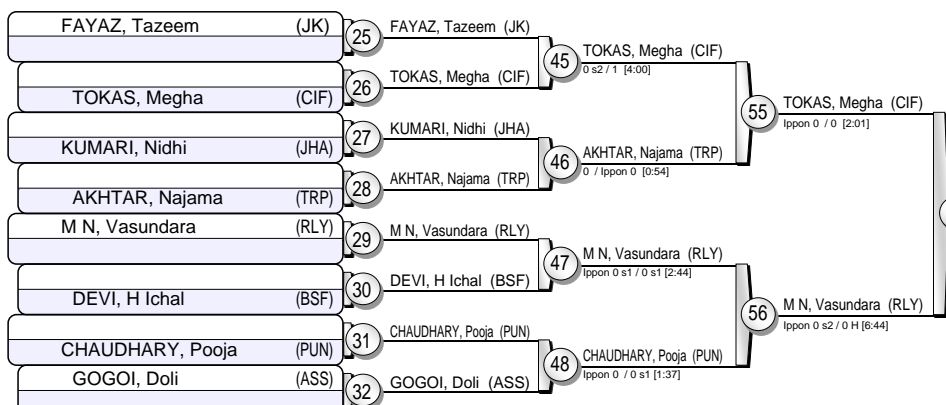 FAYAZ, Tazeem (JK)
25
FAYAZ, Tazeem (JK)
TOKAS, Megha (CIF)
26
TOKAS, Megha (CIF)
45
TOKAS, Megha (CIF)
0 s2 / 1 [4:00]
KUMARI, Nidhi (JHA)
27
KUMARI, Nidhi (JHA)
AKHTAR, Najama (TRP)
28
AKHTAR, Najama (TRP)
46
AKHTAR, Najama (TRP)
0 / Ippon 0 [0:54]
55
TOKAS, Megha (CIF)
Ippon 0 / 0 [2:01]
M N, Vasundara (RLY)
29
M N, Vasundara (RLY)
DEVI, H Ichal (BSF)
30
DEVI, H Ichal (BSF)
47
M N, Vasundara (RLY)
Ippon 0 s1 / 0 s1 [2:44]
CHAUDHARY, Pooja (PUN)
31
CHAUDHARY, Pooja (PUN)
GOGOI, Doli (ASS)
32
GOGOI, Doli (ASS)
48
CHAUDHARY, Pooja (PUN)
Ippon 0 / 0 s1 [1:37]
56
M N, Vasundara (RLY)
Ippon 0 s2 / 0 H [6:44]